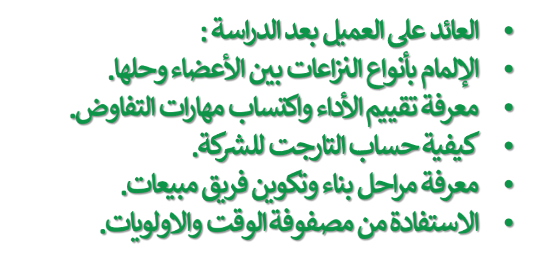 • العائد على العميل بعد الدراسة :
• الإلمام بأنواع النزاعات بين الأعضاء وحلها.
• معرفة تقييم الأداء واكتساب مهارات التفاوض.
• كيفية حساب التارجت للشركة.
• معرفة مراحل بناء وتكوين فريق مبيعات.
• الاستفادة من مصفوفة الوقت والاولويات.